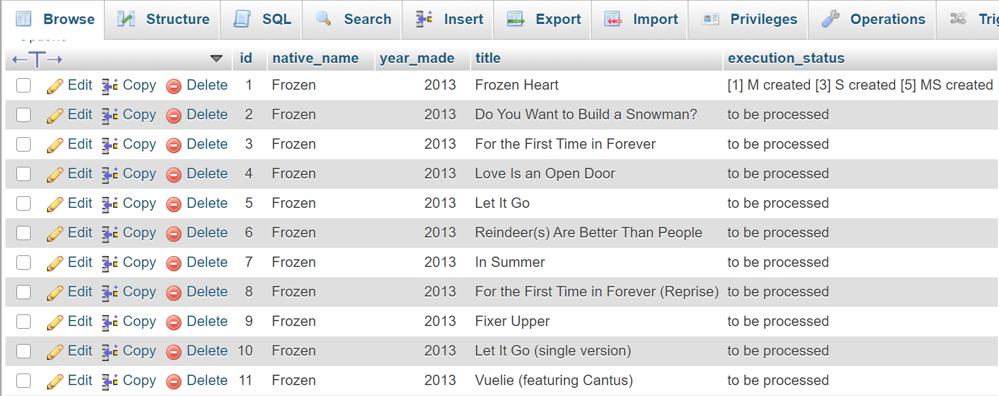 Browse Structure SQL Search Insert Export Import Privileges Operations
id native_name year_made title execution_status
Edit Copy Delete 1 Frozen 2013 Frozen Heart [1] M created [3] S created [5] MS created
Edit Copy Delete 2 Frozen 2013 Do You Want to Build a Snowman? to be processed
Edit Copy Delete 3 Frozen 2013 For the First Time in Forever to be processed
Edit Copy Delete 4 Frozen 2013 Love Is an Open Door to be processed
Edit Copy Delete 5 Frozen 2013 Let It Go to be processed
Edit Copy Delete 6 Frozen 2013 Reindeer(s) Are Better Than People to be processed
Edit Copy Delete 7 Frozen 2013 In Summer to be processed
Edit Copy Delete 8 Frozen 2013 For the First Time in Forever (Reprise) to be processed
Edit Copy Delete 9 Frozen 2013 Fixer Upper to be processed
Edit Copy Delete 10 Frozen 2013 Let It Go (single version) to be processed
Edit Copy Delete 11 Frozen 2013 Vuelie (featuring Cantus) to be processed